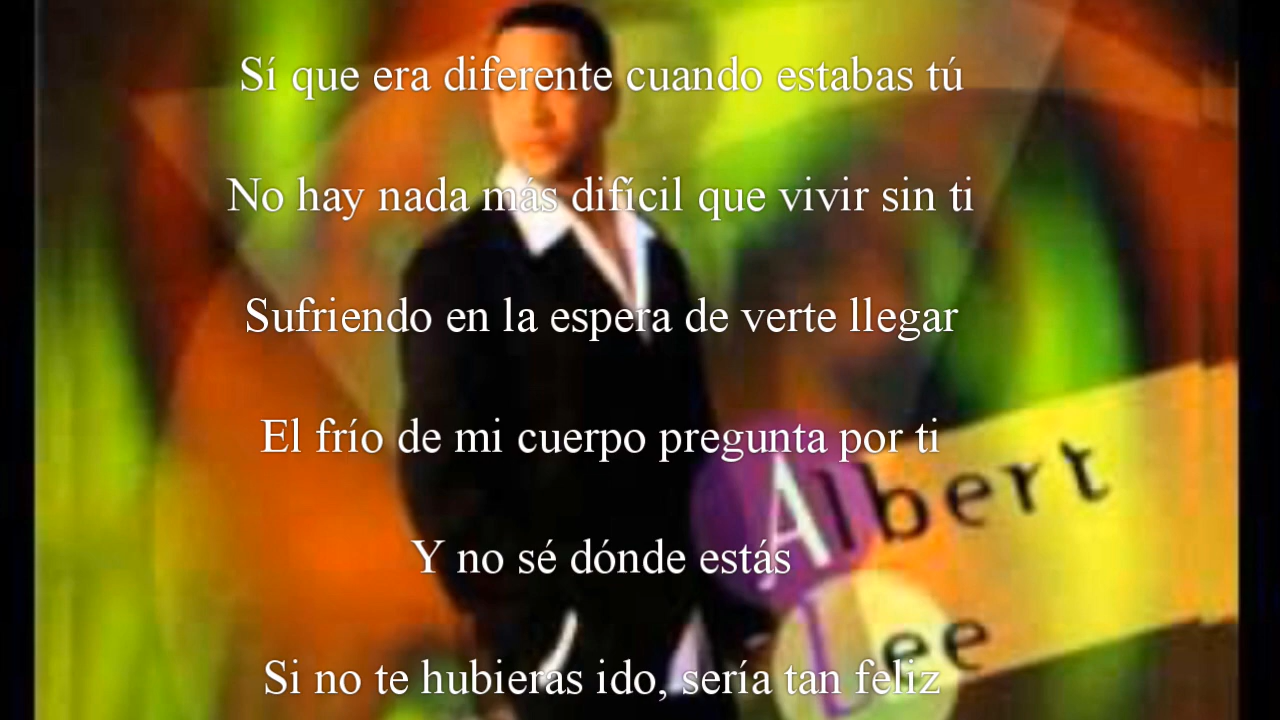 Sí que era diferente cuando estabas tú
No hay nada más difícil que vivir sin ti
Sufriendo en la espera de verte llegar
El frío de mi cuerpo pregunta por ti
Albert
Y no sé dónde estás
Lee
Si no te hubieras ido, sería tan feliz